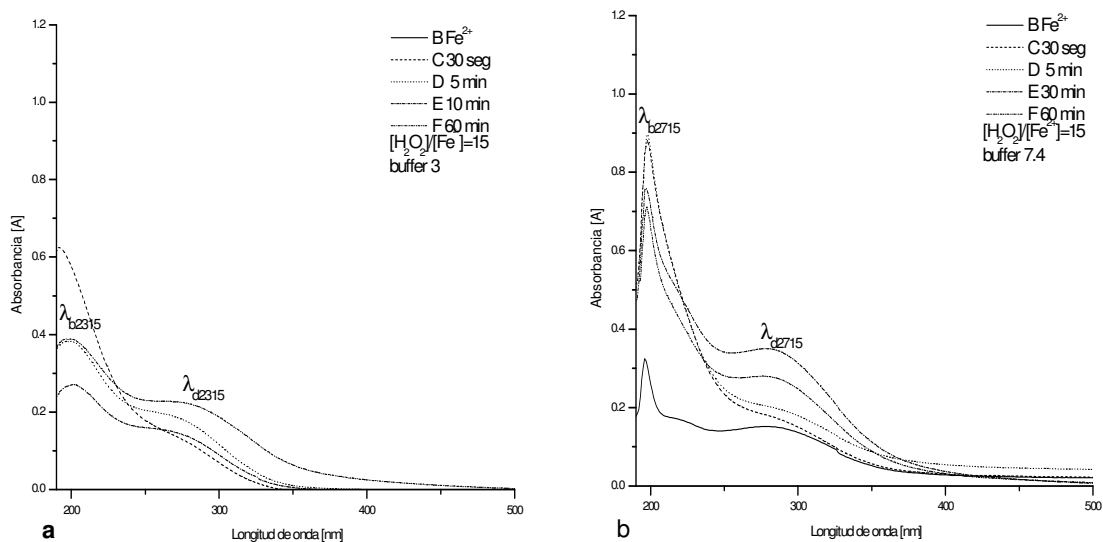 1.2
1.0
0.8
0.6
0.4
0.2
0.0
Absorbancia [A]
B Fe²⁺
C 30 seg
D 5 min
E 10 min
F 60 min
[H₂O₂]/[Fe ]=15
buffer 3
λb2315
λd2315
200
300
400
500
a
Longitud de onda [nm]
1.2
1.0
0.8
0.6
0.4
0.2
0.0
Absorbancia [A]
B Fe²⁺
C 30 seg
D 5 min
E 30 min
F 60 min
[H₂O₂]/[Fe²⁺]=15
buffer 7.4
λb2715
λd2715
200
300
400
500
b
Longitud de onda [nm]